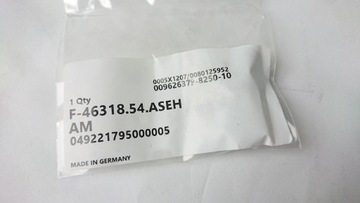 0005X1207/0080125952
009626379-8250-10
1 Qty
F-46318.54.ASEH
AM
049221795000005
MADE IN GERMANY